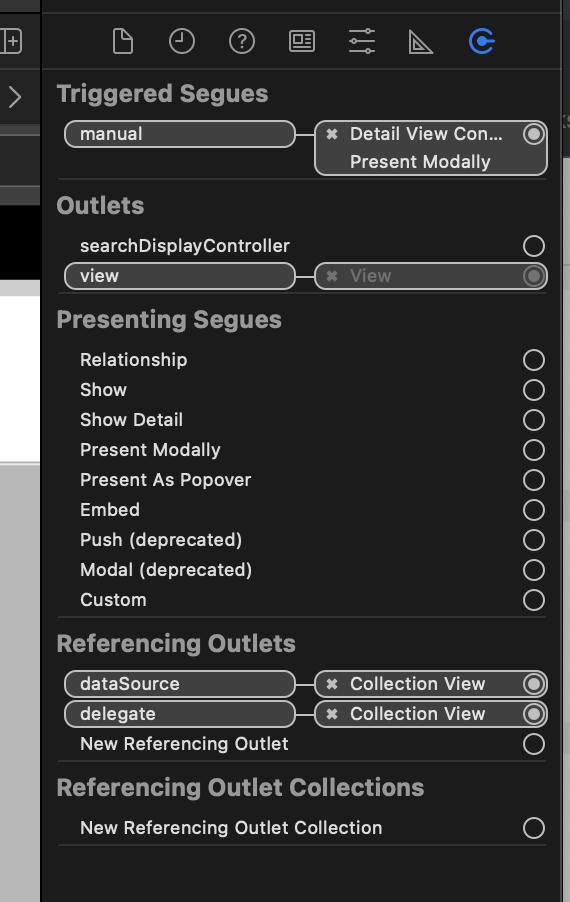 Triggered Segues
manual ✖ Detail View Con...
Present Modally
Outlets
searchDisplayController
view ✖ View
Presenting Segues
Relationship
Show
Show Detail
Present Modally
Present As Popover
Embed
Push (deprecated)
Modal (deprecated)
Custom
Referencing Outlets
dataSource ✖ Collection View
delegate ✖ Collection View
New Referencing Outlet
Referencing Outlet Collections
New Referencing Outlet Collection